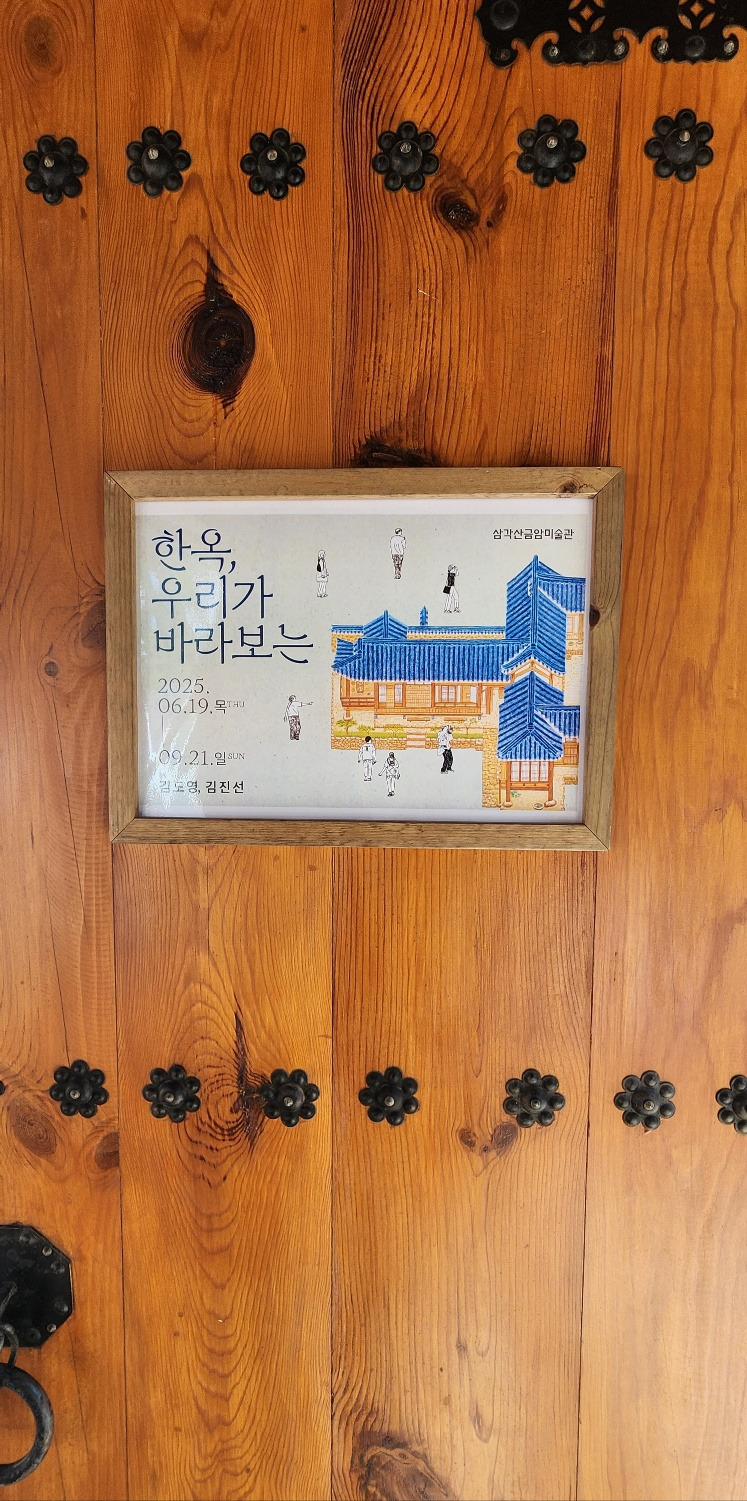 한옥,
우리가
바라보는
2025.
06.19.목THU
09.21.일SUN
김도영, 김진선
삼각산금암미술관